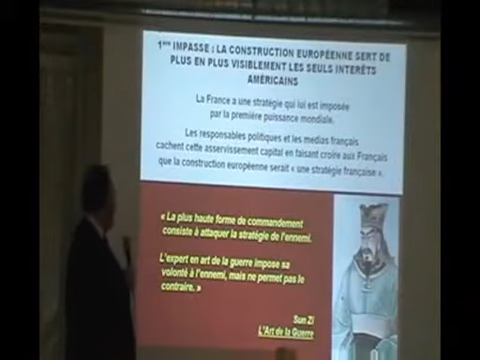 1ère IMPASSE : LA CONSTRUCTION EUROPÉENNE SERT DE
PLUS EN PLUS VISIBLEMENT LES SEULS INTERÊTS
AMÉRICAINS
La France a une stratégie qui lui est imposée
par la première puissance mondiale.
Les responsables politiques et les medias français
cachent cette asservissement capital en faisant croire aux Français
que la construction européenne serait « une stratégie française ».
« La plus haute forme de commandement
consiste à attaquer la stratégie de l'ennemi.
L'expert en art de la guerre impose sa
volonté à l'ennemi, mais ne permet pas le
contraire. »
Sun Zi
L'Art de la Guerre